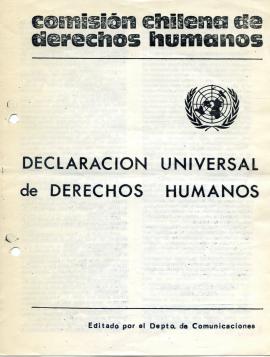 comisión chilena de
derechos humanos
DECLARACION UNIVERSAL
de DERECHOS HUMANOS
Editado por el Depto. de Comunicaciones